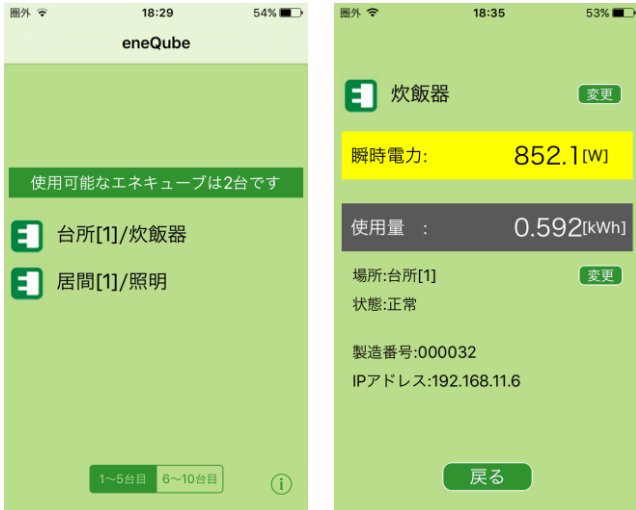 圏外 18:29 54%
eneQube
使用可能なエネキューブは2台です
台所[1]/炊飯器
居間[1]/照明
1〜5台目 6〜10台目
圏外 18:35 53%
炊飯器 変更
瞬時電力: 852.1[W]
使用量 : 0.592[kWh]
場所:台所[1] 変更
状態:正常
製造番号:000032
IPアドレス:192.168.11.6
戻る